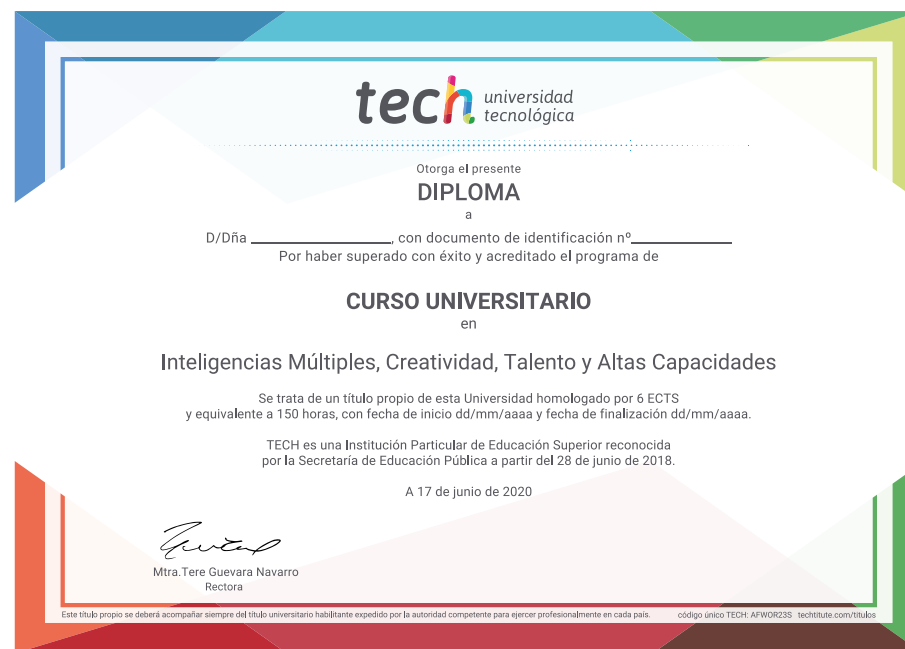 tech universidad
tecnológica
Otorga el presente
DIPLOMA
a
D/Dña ____________________, con documento de identificación nº______________
Por haber superado con éxito y acreditado el programa de
CURSO UNIVERSITARIO
en
Inteligencias Múltiples, Creatividad, Talento y Altas Capacidades
Se trata de un título propio de esta Universidad homologado por 6 ECTS
y equivalente a 150 horas, con fecha de inicio dd/mm/aaaa y fecha de finalización dd/mm/aaaa.
TECH es una Institución Particular de Educación Superior reconocida
por la Secretaría de Educación Pública a partir del 28 de junio de 2018.
A 17 de junio de 2020
Mtra.Tere Guevara Navarro
Rectora
Este título propio se deberá acompañar siempre del título universitario habilitante expedido por la autoridad competente para ejercer profesionalmente en cada país. código único TECH: AFWOR23S techtitute.com/titulos